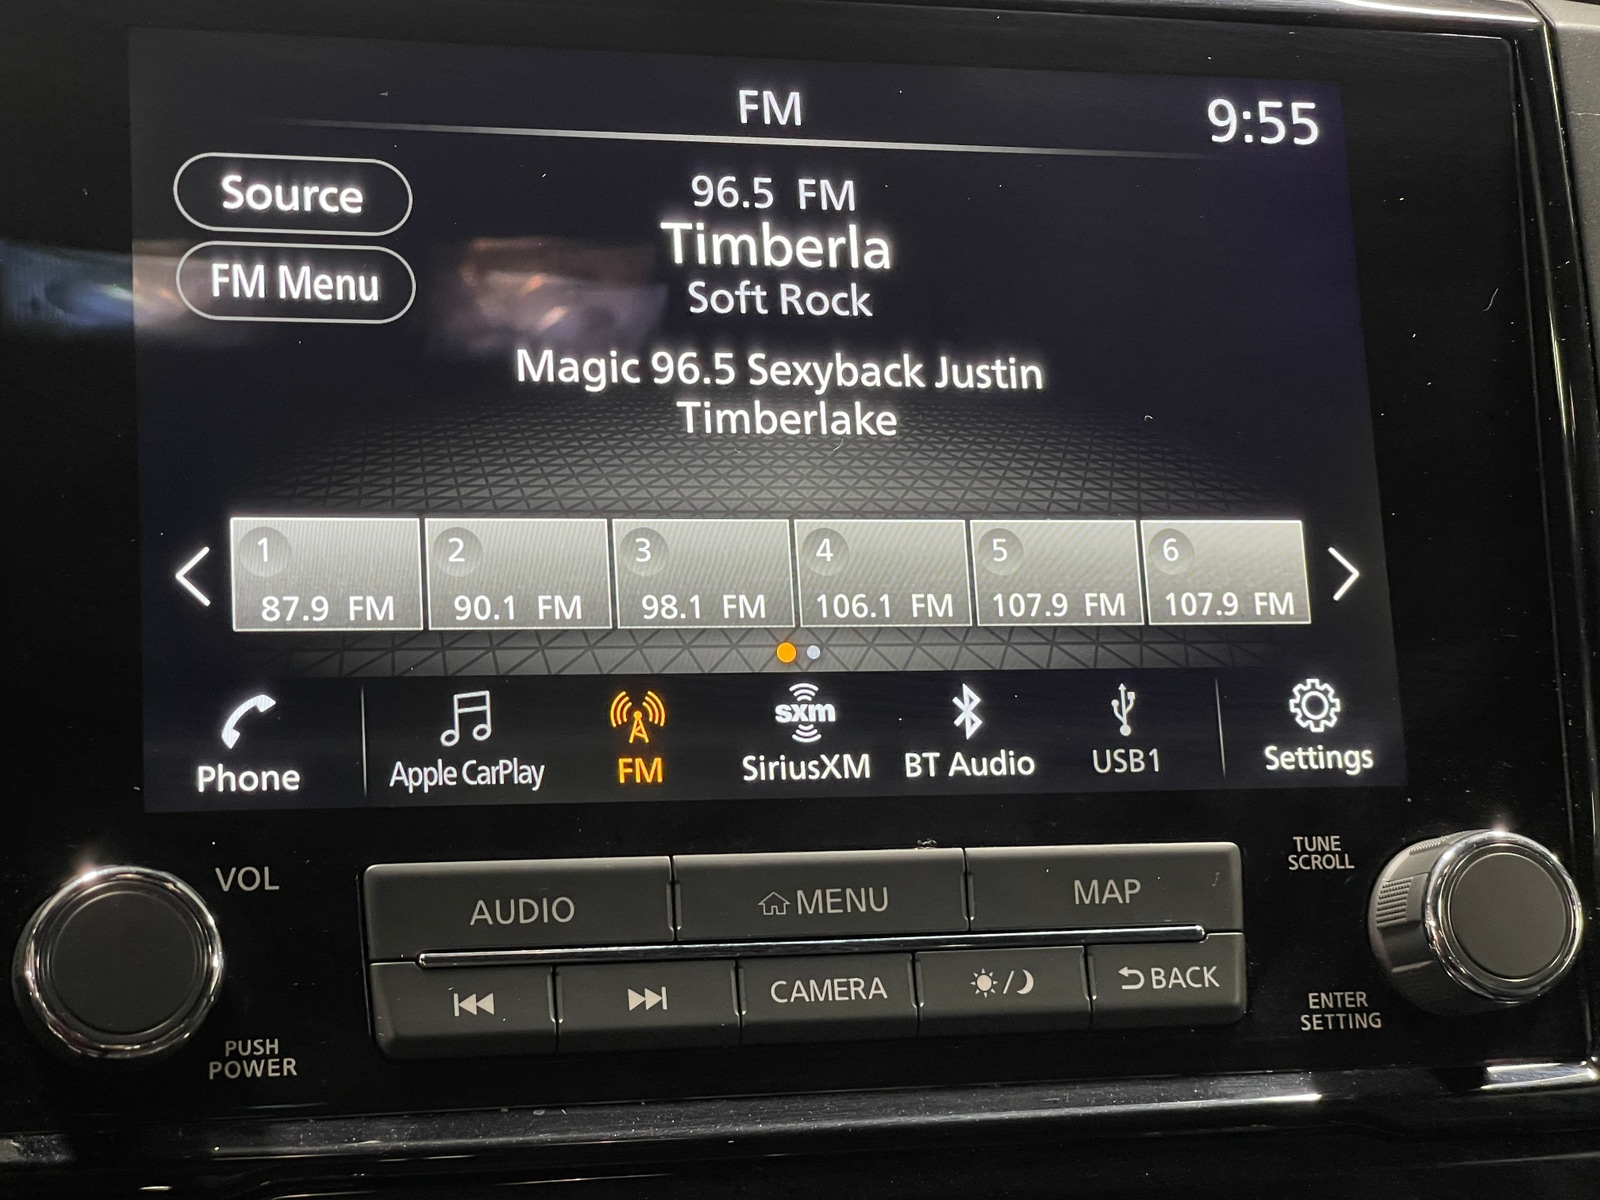 FM
9:55
Source
FM Menu
96.5 FM
Timberla
Soft Rock
Magic 96.5 Sexyback Justin
Timberlake
1
87.9 FM
2
90.1 FM
3
98.1 FM
4
106.1 FM
5
107.9 FM
6
107.9 FM
Phone
Apple CarPlay
FM
sxm
SiriusXM
BT Audio
USB1
Settings
VOL
PUSH
POWER
AUDIO
MENU
MAP
CAMERA
BACK
TUNE
SCROLL
ENTER
SETTING